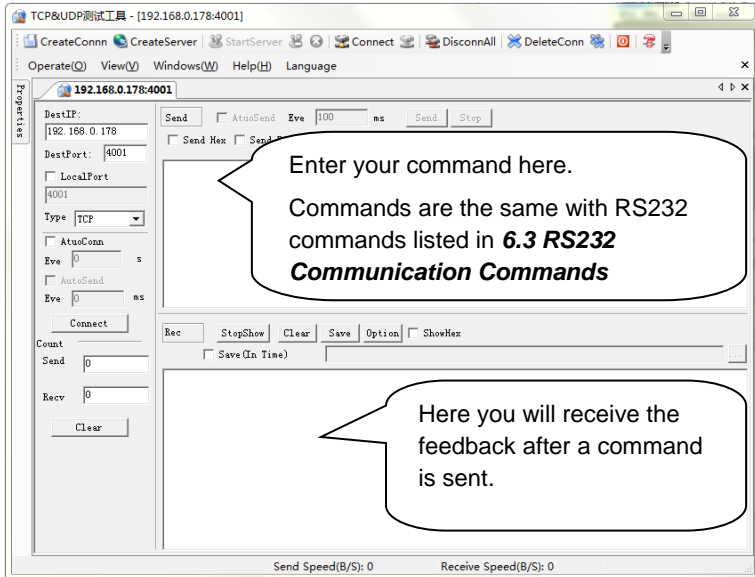 TCP&UDP测试工具 - [192.168.0.178:4001]
CreateConnn CreateServer StartServer Connect DisconnAll DeleteConn
Operate(O) View(V) Windows(W) Help(H) Language
Properties
192.168.0.178:4001
DestIP:
192.168.0.178
DestPort: 4001
LocalPort
4001
Type TCP
AtuoConn
Eve 0 s
AutoSend
Eve 0 ms
Connect
Count
Send 0
Recv 0
Clear
Send AtuoSend Eve 100 ms Send Stop
Send Hex Send
Enter your command here.
Commands are the same with RS232
commands listed in 6.3 RS232
Communication Commands
Rec StopShow Clear Save Option ShowHex
Save(In Time) ...
Here you will receive the
feedback after a command
is sent.
Send Speed(B/S): 0 Receive Speed(B/S): 0